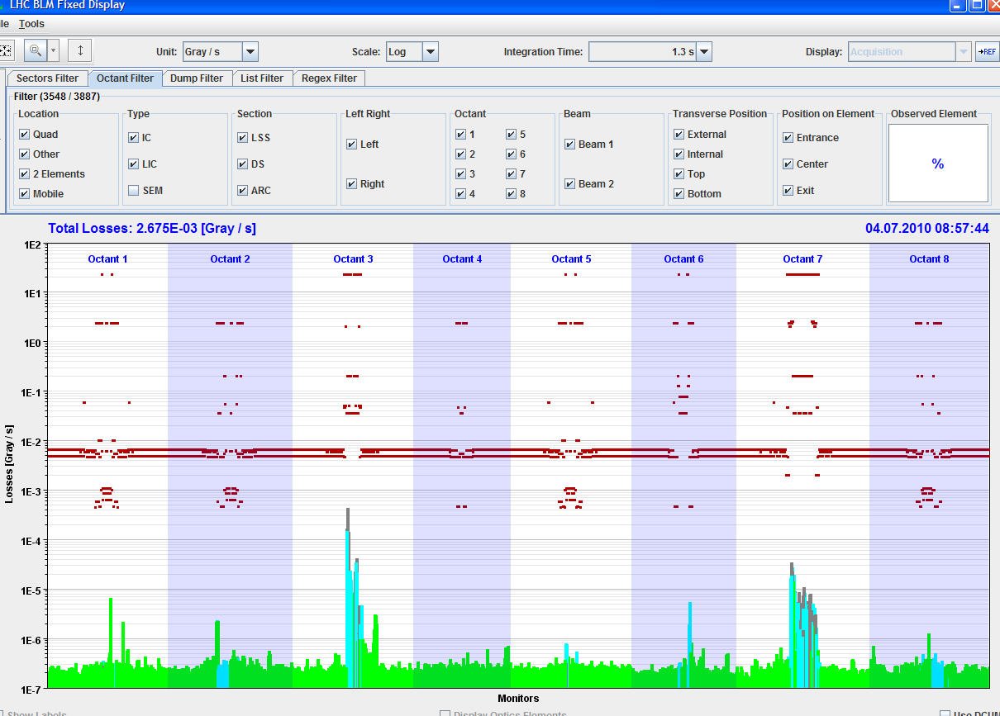 LHC BLM Fixed Display
Tools
Unit: Gray / s Scale: Log Integration Time: 1.3 s Display: Acquisition REF
Sectors Filter Octant Filter Dump Filter List Filter Regex Filter
Filter (3548 / 3887)
Location Type Section Left Right Octant Beam Transverse Position Position on Element Observed Element
Quad IC LSS Left 1 5 Beam 1 External Entrance %
Other LIC DS Right 2 6 Beam 2 Internal Center
2 Elements SEM ARC 3 7 Top Exit
Mobile 4 8 Bottom
Total Losses: 2.675E-03 [Gray / s] 04.07.2010 08:57:44
Octant 1 Octant 2 Octant 3 Octant 4 Octant 5 Octant 6 Octant 7 Octant 8
1E2
1E1
1E0
1E-1
1E-2
1E-3
1E-4
1E-5
1E-6
1E-7
Losses [Gray / s]
Monitors
Show Labels Display Optics Elements Use DCUM